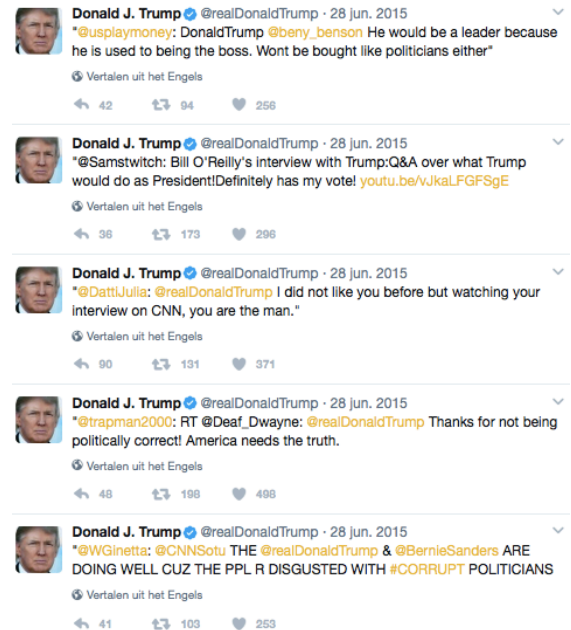 Donald J. Trump @realDonaldTrump · 28 jun. 2015
"@usplaymoney: DonaldTrump @beny_benson He would be a leader because
he is used to being the boss. Wont be bought like politicians either"
Vertalen uit het Engels
42 94 256
Donald J. Trump @realDonaldTrump · 28 jun. 2015
"@Samstwitch: Bill O'Reilly's interview with Trump:Q&A over what Trump
would do as President!Definitely has my vote! youtu.be/vJkaLFGFSgE
Vertalen uit het Engels
36 173 296
Donald J. Trump @realDonaldTrump · 28 jun. 2015
"@DattiJulia: @realDonaldTrump I did not like you before but watching your
interview on CNN, you are the man."
Vertalen uit het Engels
90 131 371
Donald J. Trump @realDonaldTrump · 28 jun. 2015
"@trapman2000: RT @Deaf_Dwayne: @realDonaldTrump Thanks for not being
politically correct! America needs the truth.
Vertalen uit het Engels
48 198 498
Donald J. Trump @realDonaldTrump · 28 jun. 2015
"@WGinetta: @CNNSotu THE @realDonaldTrump & @BernieSanders ARE
DOING WELL CUZ THE PPL R DISGUSTED WITH #CORRUPT POLITICIANS
Vertalen uit het Engels
41 103 253